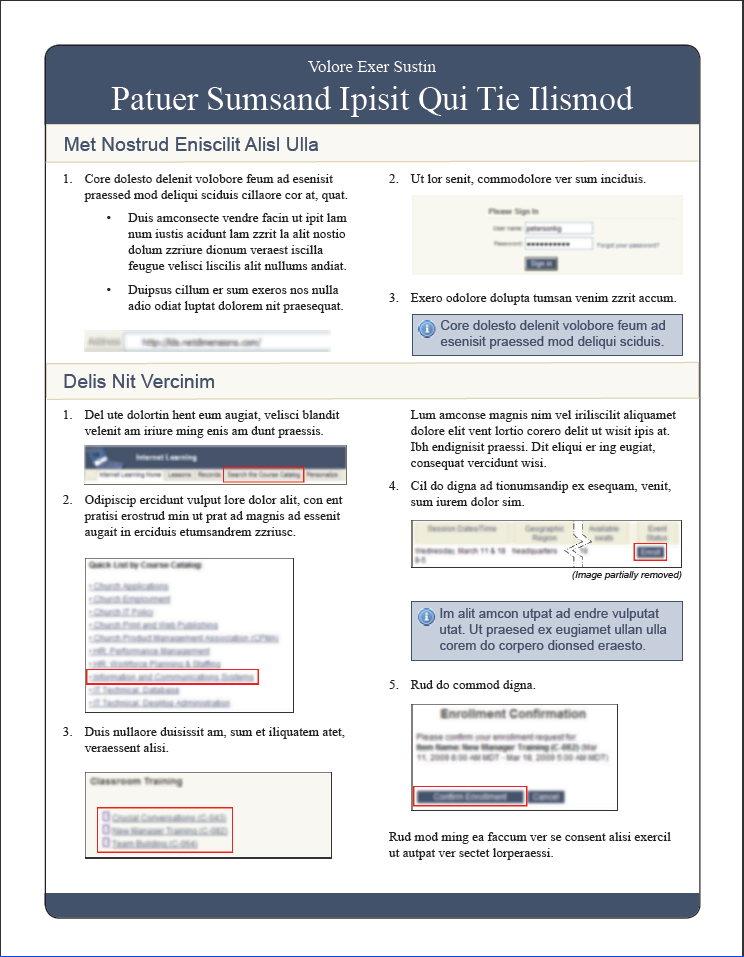 Volore Exer Sustin
Patuer Sumsand Ipisit Qui Tie Ilismod
Met Nostrud Eniscilit Alisl Ulla
1. Core dolesto delenit volobore feum ad esenisit
praessed mod deliqui sciduis cillaore cor at, quat.
• Duis amconsecte vendre facin ut ipit lam
num iustis acidunt lam zzrit la alit nostio
dolum zzriure dionum veraest iscilla
feugue velisci liscilis alit nullums andiat.
• Duipsus cillum er sum exeros nos nulla
adio odiat luptat dolorem nit praesequat.
Address
2. Ut lor senit, commodolore ver sum inciduis.
Please Sign In
User name:
Password: ••••••••••
Forgot your password?
Sign in
3. Exero odolore dolupta tumsan venim zzrit accum.
Core dolesto delenit volobore feum ad
esenisit praessed mod deliqui sciduis.
Delis Nit Vercinim
1. Del ute dolortin hent eum augiat, velisci blandit
velenit am iriure ming enis am dunt praessis.
Internet Learning
Internet Learning Home Lessons Records Search the Course Catalog Personalize
2. Odipiscip ercidunt vulput lore dolor alit, con ent
pratisi erostrud min ut prat ad magnis ad essenit
augait in erciduis etumsandrem zzriusc.
Quick List by Course Catalog:
• Church Applications
• Church Employment
• Church IT Policy
• Church Print and Web Publishing
• Church Product Management Association (CPMA)
• HR: Performance Management
• HR: Workforce Planning & Staffing
• Information and Communications Systems
• IT Technical: Database
• IT Technical: Desktop Administration
3. Duis nullaore duisissit am, sum et iliquatem atet,
veraessent alisi.
Classroom Training
Crucial Conversations (C-043)
New Manager Training (C-062)
Team Building (C-064)
Lum amconse magnis nim vel iriliscilit aliquamet
dolore elit vent lortio corero delit ut wisit ipis at.
Ibh endignisit praessi. Dit eliqui er ing eugiat,
consequat vercidunt wisi.
4. Cil do digna ad tionumsandip ex esequam, venit,
sum iurem dolor sim.
Session Dates/Time Geographic Available Event
Region seats Status
Wednesday, March 11 & 18 headquarters 16 Enroll
8-5
(Image partially removed)
Im alit amcon utpat ad endre vulputat
utat. Ut praesed ex eugiamet ullan ulla
corem do corpero dionsed eraesto.
5. Rud do commod digna.
Enrollment Confirmation
Please confirm your enrollment request for:
Item Name: New Manager Training (C-062) (Mar
11, 2009 8:00 AM MDT - Mar 18, 2009 5:00 AM MDT)
Confirm Enrollment Cancel
Rud mod ming ea faccum ver se consent alisi exercil
ut autpat ver sectet lorperaessi.